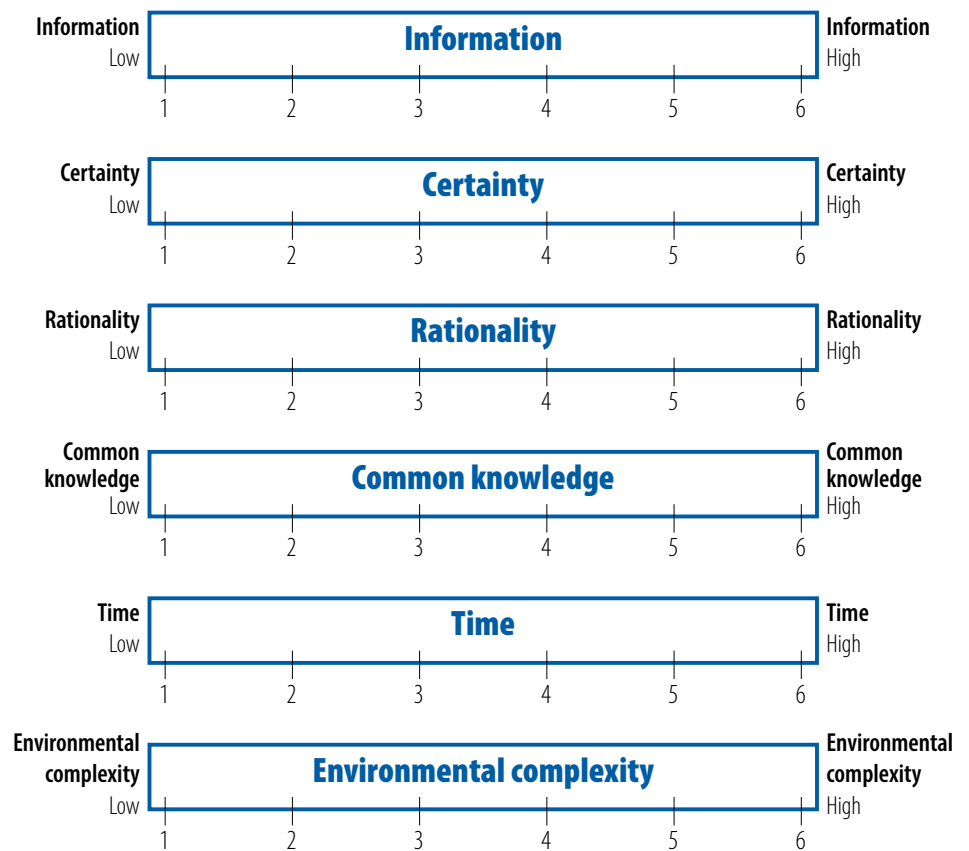 Information Information Information
Low High
1 2 3 4 5 6
Certainty Certainty Certainty
Low High
1 2 3 4 5 6
Rationality Rationality Rationality
Low High
1 2 3 4 5 6
Common Common
knowledge Common knowledge knowledge
Low High
1 2 3 4 5 6
Time Time Time
Low High
1 2 3 4 5 6
Environmental Environmental
complexity Environmental complexity complexity
Low High
1 2 3 4 5 6